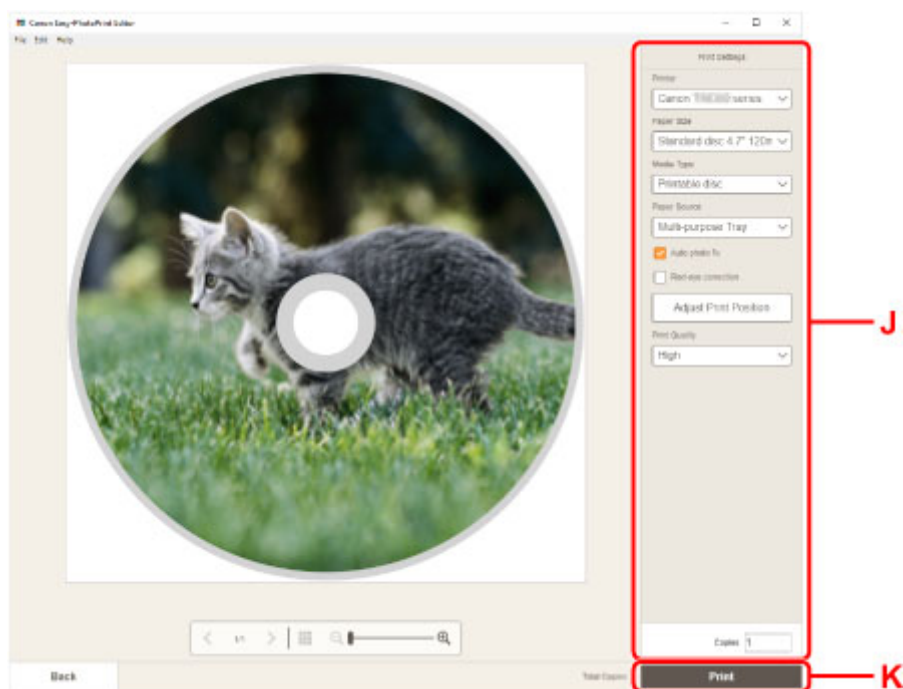 Canon Easy-PhotoPrint Editor
File Edit Help
Print Settings
Printer
Canon series
Paper Size
Standard disc 4.7" 120m
Media Type
Printable disc
Paper Source
Multi-purpose Tray
Auto photo fix
Red-eye correction
Adjust Print Position
Print Quality
High
J
1/1
Copies 1
Back
Total Copies
Print
K